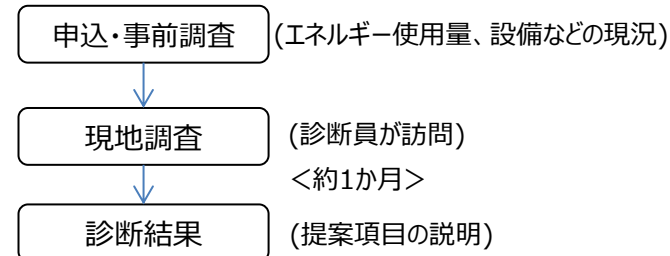 申込・事前調査 (エネルギー使用量、設備などの現況)
現地調査 (診断員が訪問)
＜約1か月＞
診断結果 (提案項目の説明)